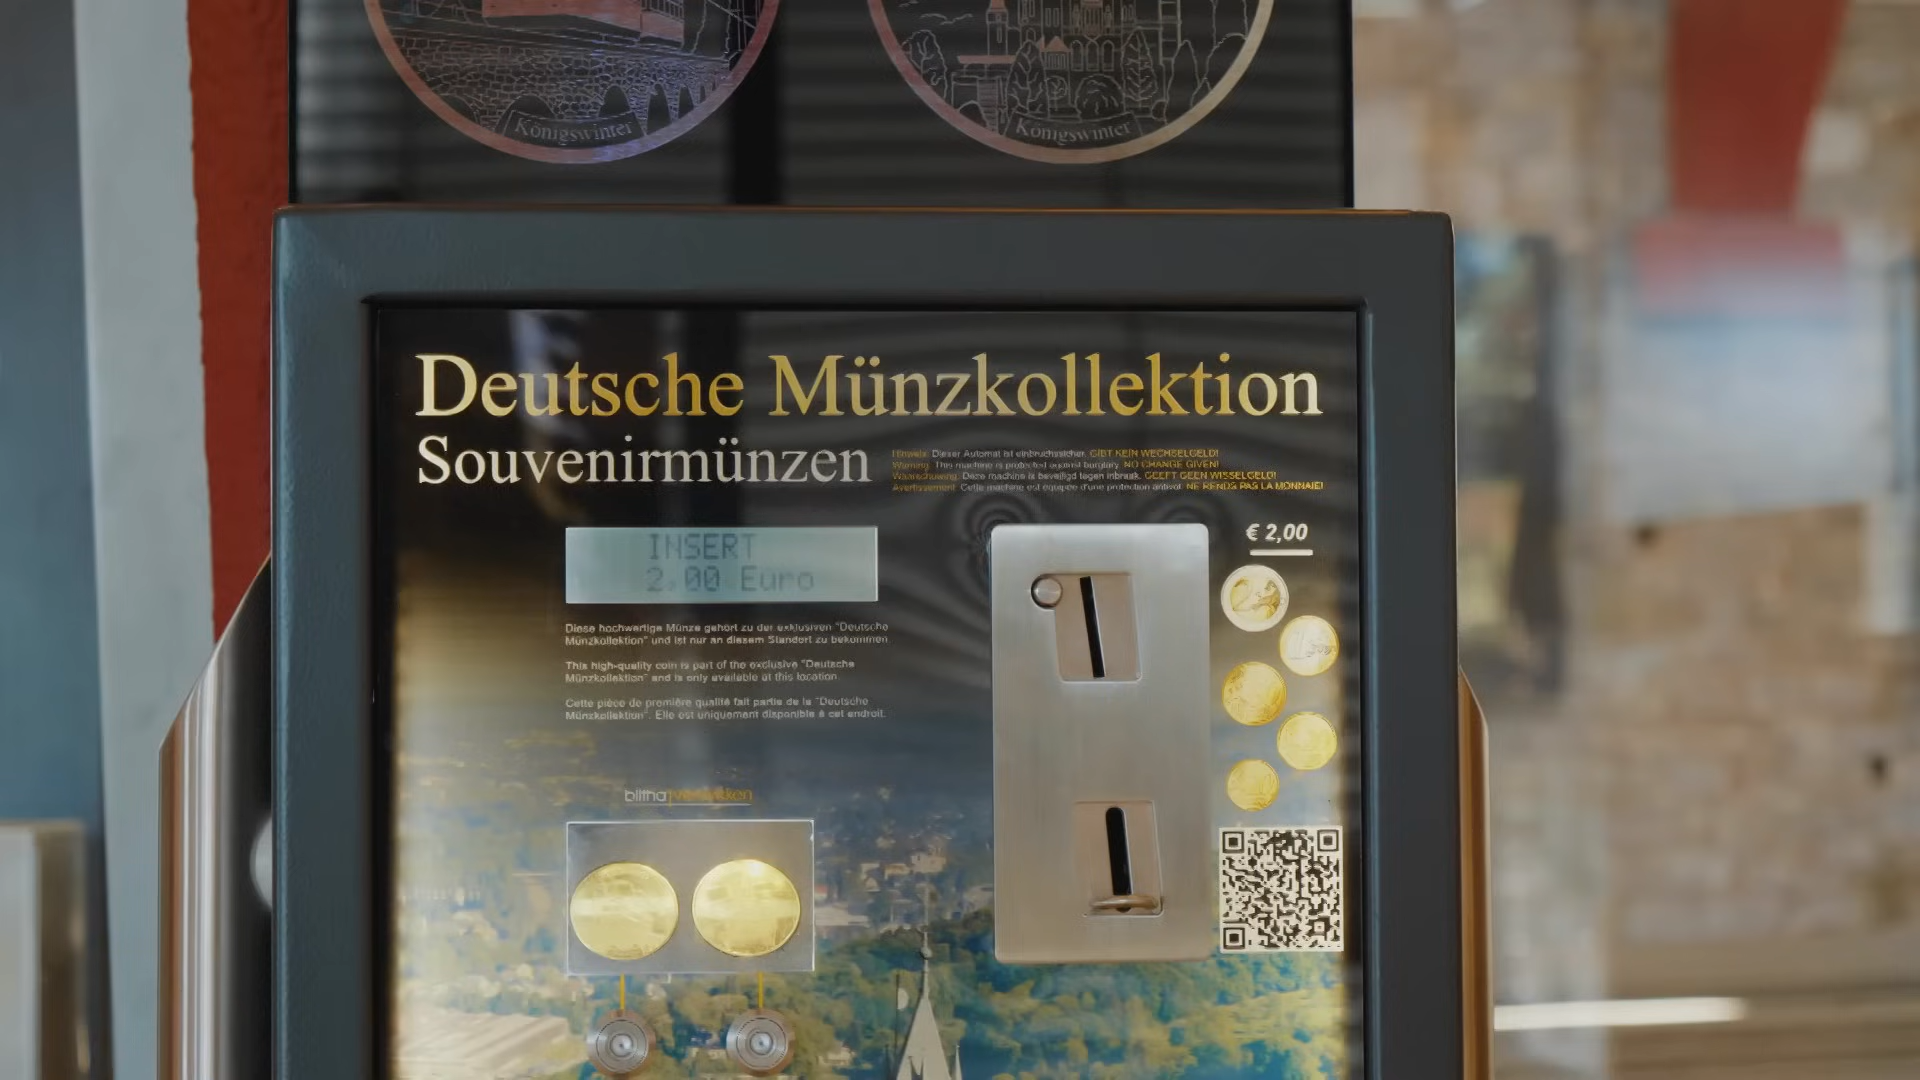 Königswinter
Königswinter
Deutsche Münzkollektion
Souvenirmünzen
Hinweis: Dieser Automat ist einbruchsicher. GIBT KEIN WECHSELGELD!
Warning: This machine is protected against burglary. NO CHANGE GIVEN!
Waarschuwing: Deze machine is beveiligd tegen inbraak. GEEFT GEEN WISSELGELD!
Avertissement: Cette machine est équipée d'une protection antivol. NE RENDS PAS LA MONNAIE!
INSERT
2,00 Euro
€ 2,00
Diese hochwertige Münze gehört zu der exklusiven "Deutsche
Münzkollektion" und ist nur an diesem Standort zu bekommen.
This high-quality coin is part of the exclusive "Deutsche
Münzkollektion" and is only available at this location.
Cette pièce de première qualité fait partie de la "Deutsche
Münzkollektion". Elle est uniquement disponible à cet endroit.